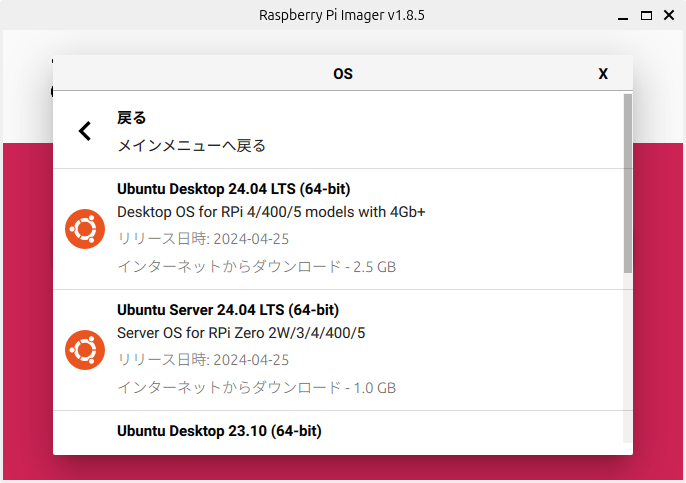 Raspberry Pi Imager v1.8.5
OS
X
戻る
メインメニューへ戻る
Ubuntu Desktop 24.04 LTS (64-bit)
Desktop OS for RPi 4/400/5 models with 4Gb+
リリース日時: 2024-04-25
インターネットからダウンロード - 2.5 GB
Ubuntu Server 24.04 LTS (64-bit)
Server OS for RPi Zero 2W/3/4/400/5
リリース日時: 2024-04-25
インターネットからダウンロード - 1.0 GB
Ubuntu Desktop 23.10 (64-bit)